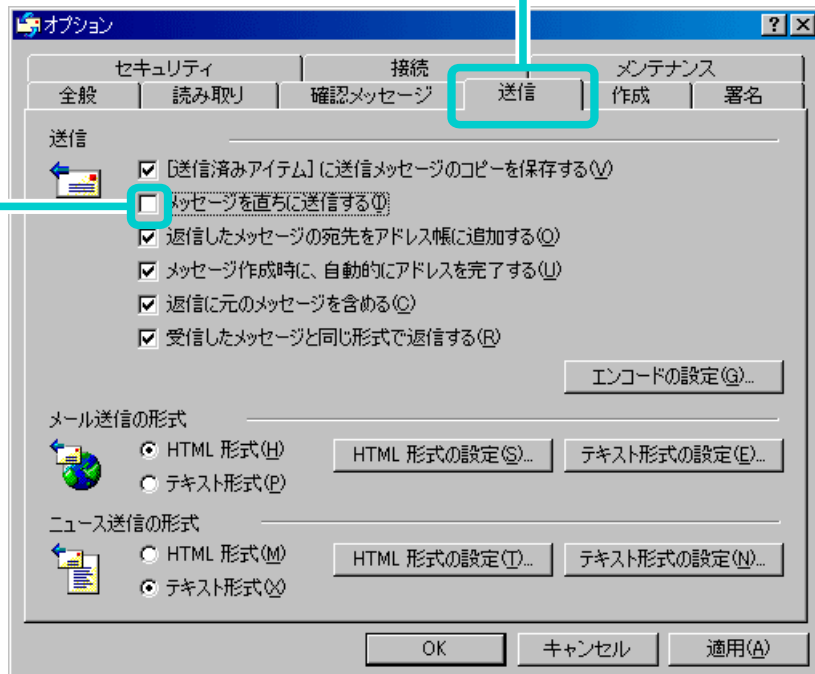 オプション
セキュリティ 接続 メンテナンス
全般 読み取り 確認メッセージ 送信 作成 署名
送信
[送信済みアイテム] に送信メッセージのコピーを保存する(V)
メッセージを直ちに送信する(I)
返信したメッセージの宛先をアドレス帳に追加する(O)
メッセージ作成時に、自動的にアドレスを完了する(U)
返信に元のメッセージを含める(C)
受信したメッセージと同じ形式で返信する(R)
エンコードの設定(G)...
メール送信の形式
HTML 形式(H) HTML 形式の設定(S)... テキスト形式の設定(E)...
テキスト形式(P)
ニュース送信の形式
HTML 形式(M) HTML 形式の設定(T)... テキスト形式の設定(N)...
テキスト形式(X)
OK キャンセル 適用(A)